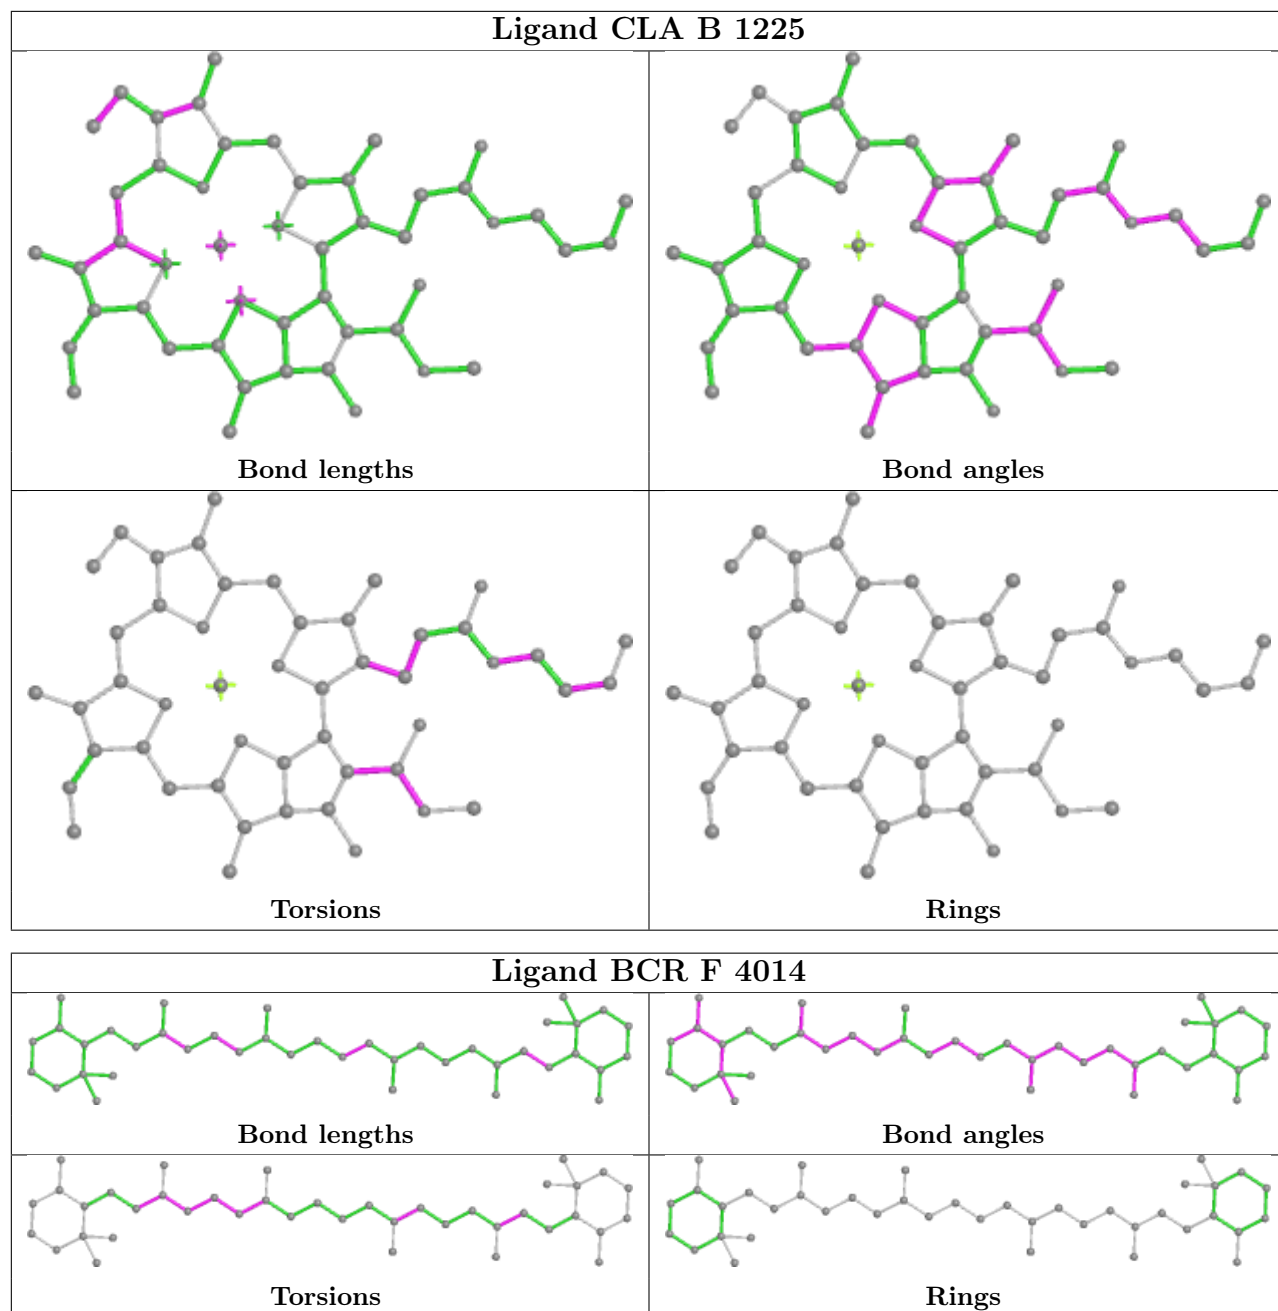 Ligand CLA B 1225
Bond lengths
Bond angles
Torsions
Rings
Ligand BCR F 4014
Bond lengths
Bond angles
Torsions
Rings